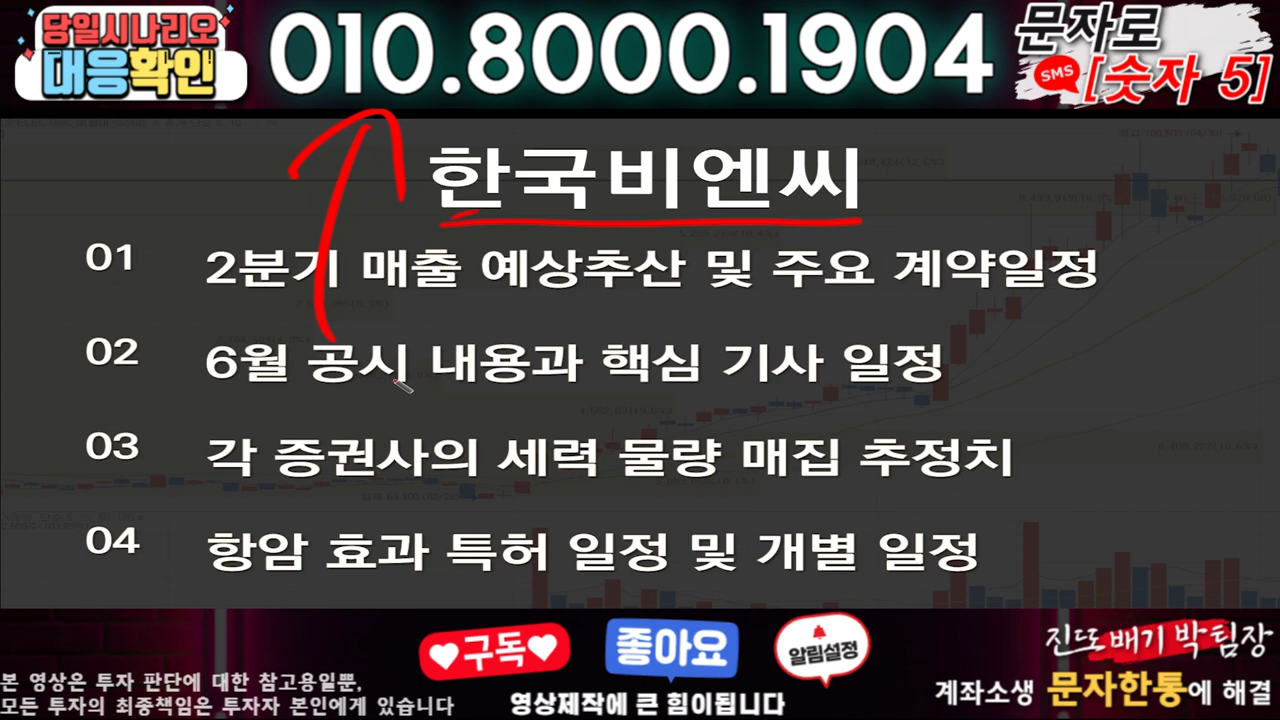 당일시나리오
대응확인
010.8000.1904
문자로
SMS
[숫자 5]
한국비엔씨
01 2분기 매출 예상추산 및 주요 계약일정
02 6월 공시 내용과 핵심 기사 일정
03 각 증권사의 세력 물량 매집 추정치
04 항암 효과 특허 일정 및 개별 일정
구독
좋아요
알림설정
영상제작에 큰 힘이됩니다
본 영상은 투자 판단에 대한 참고용일뿐,
모든 투자의 최종책임은 투자자 본인에게 있습니다
진또배기 박팀장
계좌소생 문자한통에 해결